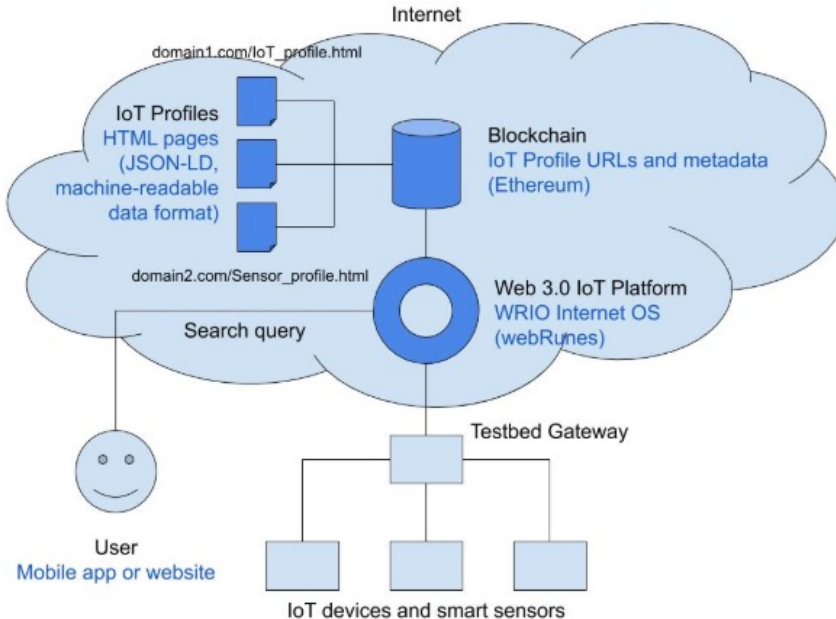 Internet
domain1.com/IoT_profile.html
IoT Profiles
HTML pages
(JSON-LD,
machine-readable
data format)
Blockchain
IoT Profile URLs and metadata
(Ethereum)
domain2.com/Sensor_profile.html
Web 3.0 IoT Platform
WRIO Internet OS
(webRunes)
Search query
Testbed Gateway
User
Mobile app or website
IoT devices and smart sensors